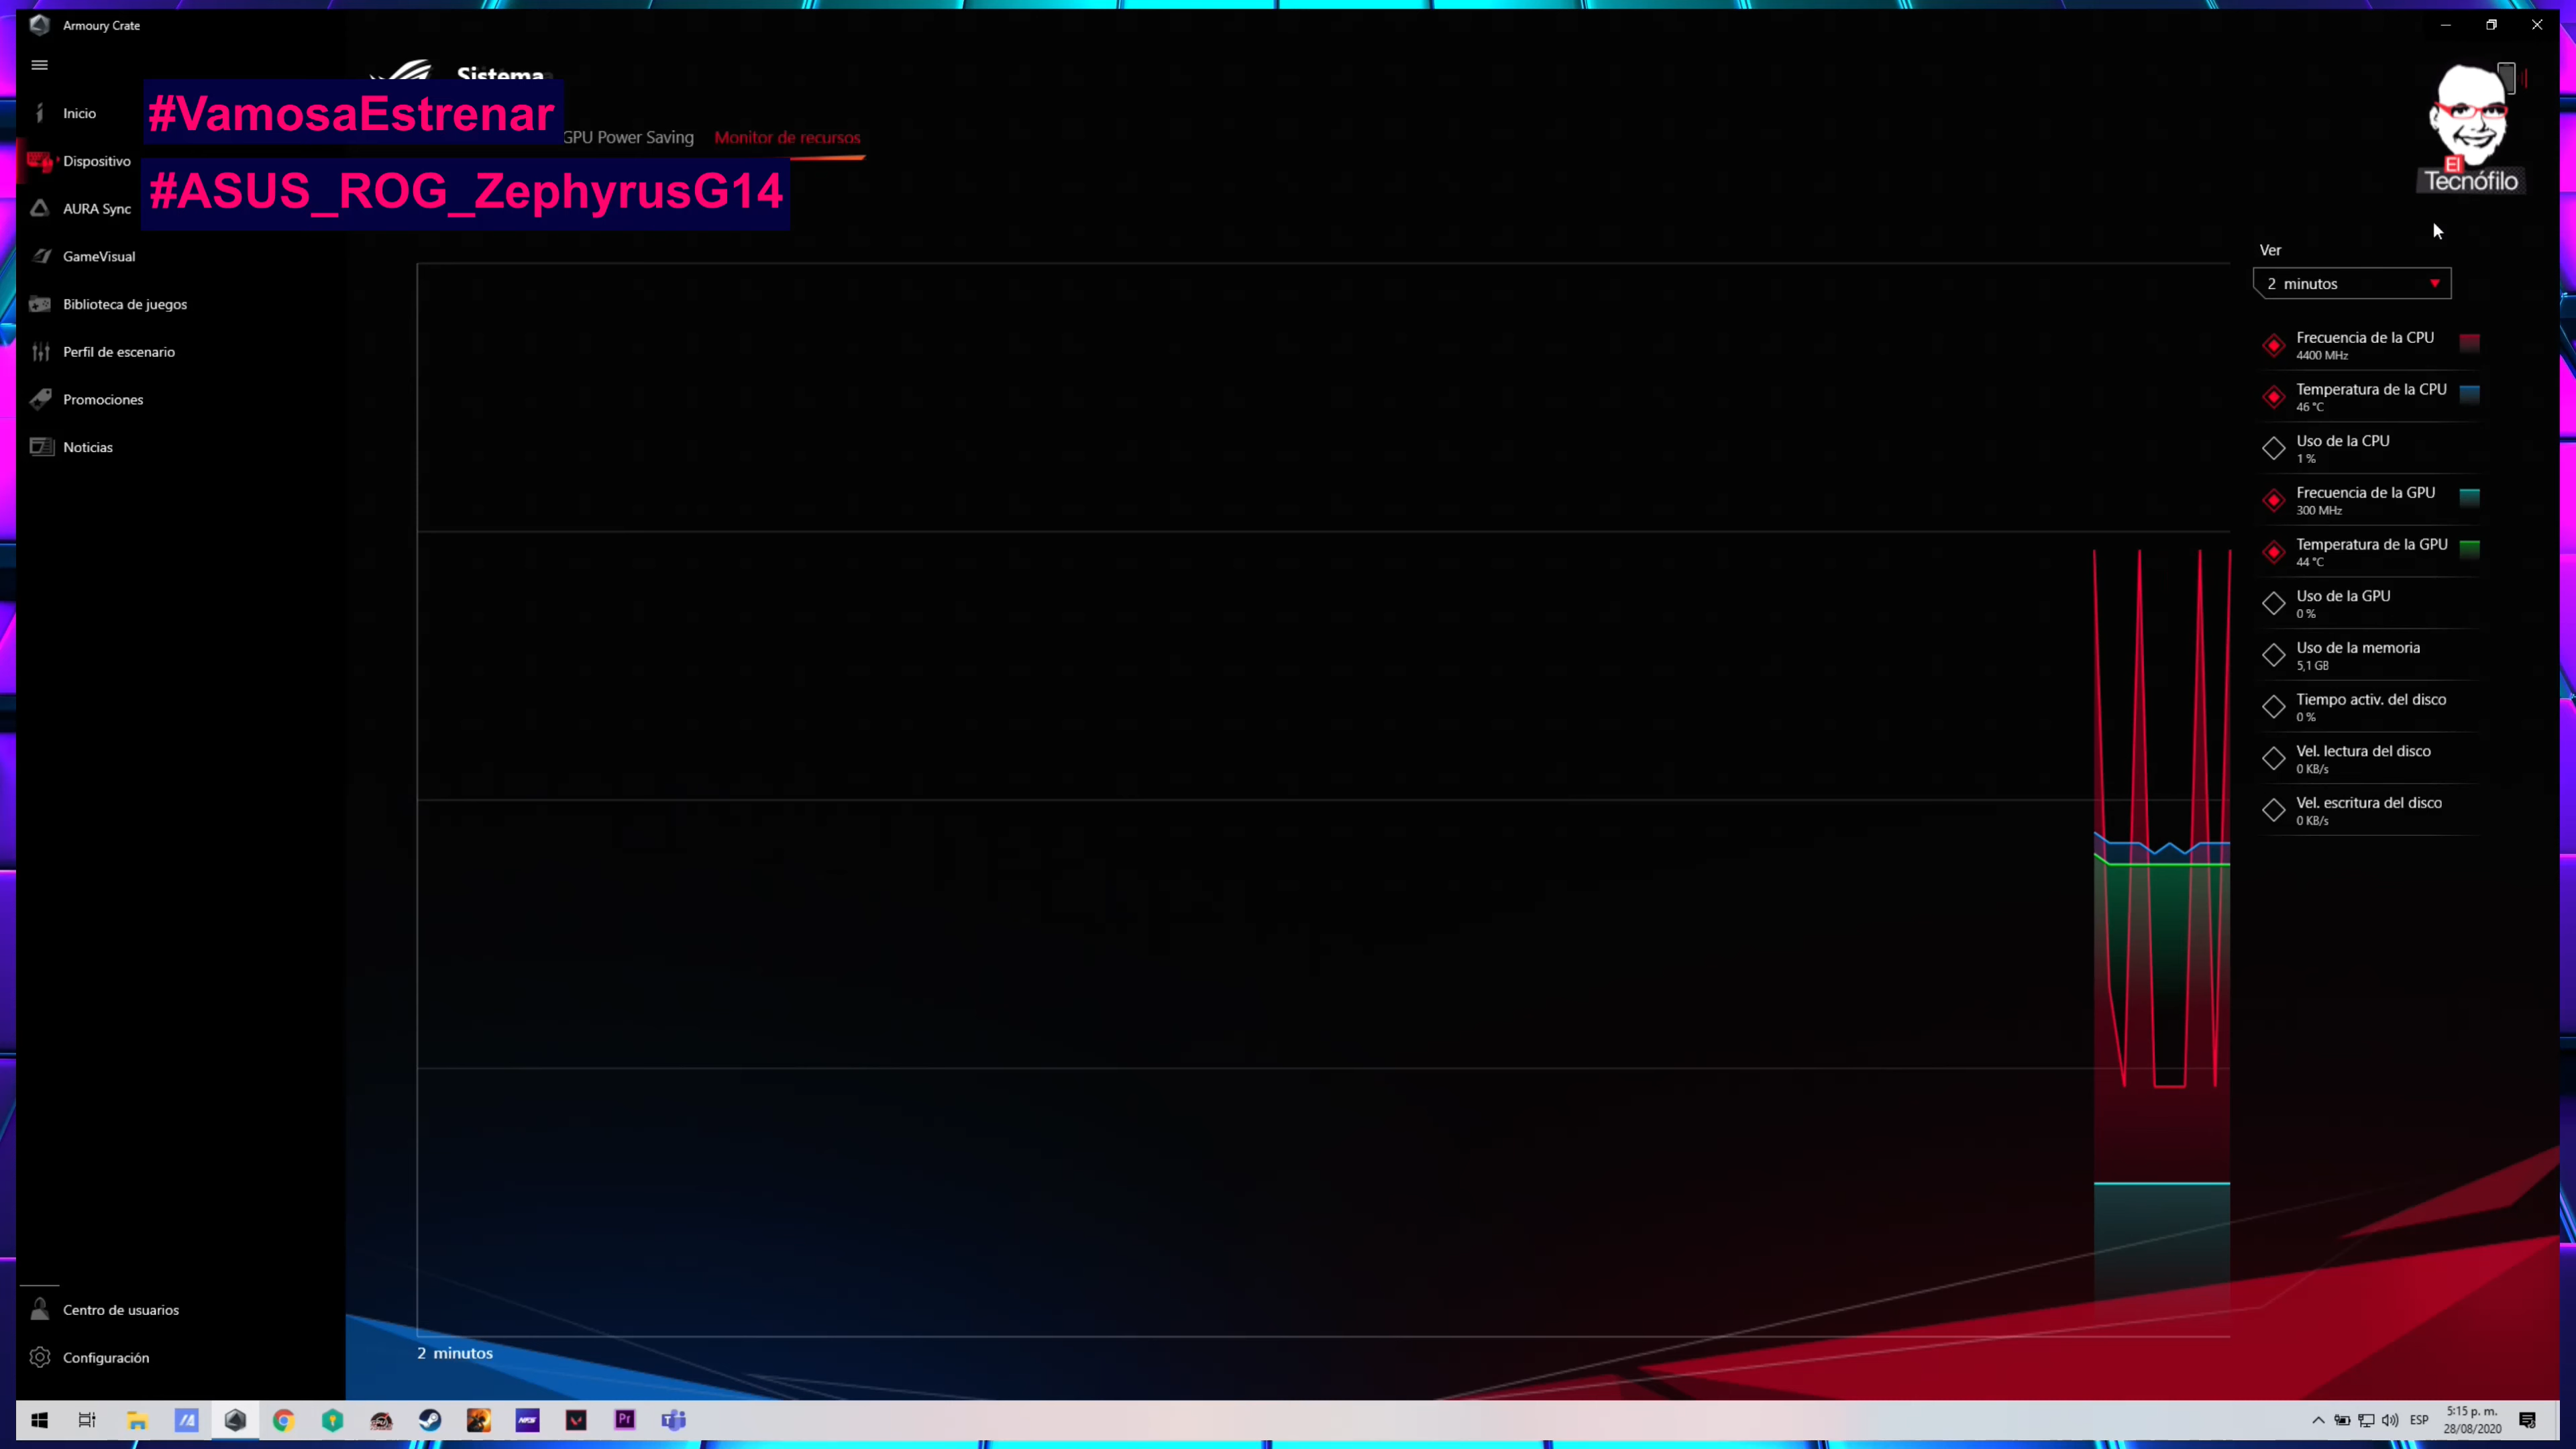 Armoury Crate
Sistema
#VamosaEstrenar
#ASUS_ROG_ZephyrusG14
GPU Power Saving
Monitor de recursos
Inicio
Dispositivo
AURA Sync
GameVisual
Biblioteca de juegos
Perfil de escenario
Promociones
Noticias
El
Tecnófilo
Ver
2 minutos
Frecuencia de la CPU
4400 MHz
Temperatura de la CPU
46 °C
Uso de la CPU
1 %
Frecuencia de la GPU
300 MHz
Temperatura de la GPU
44 °C
Uso de la GPU
0 %
Uso de la memoria
5,1 GB
Tiempo activ. del disco
0 %
Vel. lectura del disco
0 KB/s
Vel. escritura del disco
0 KB/s
2 minutos
Centro de usuarios
Configuración
NFS
Pr
ESP
5:15 p. m.
28/08/2020